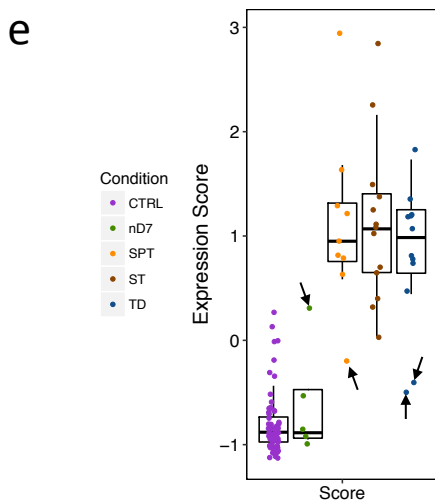 e
Condition
CTRL
nD7
SPT
ST
TD
Expression Score
3
2
1
0
−1
Score